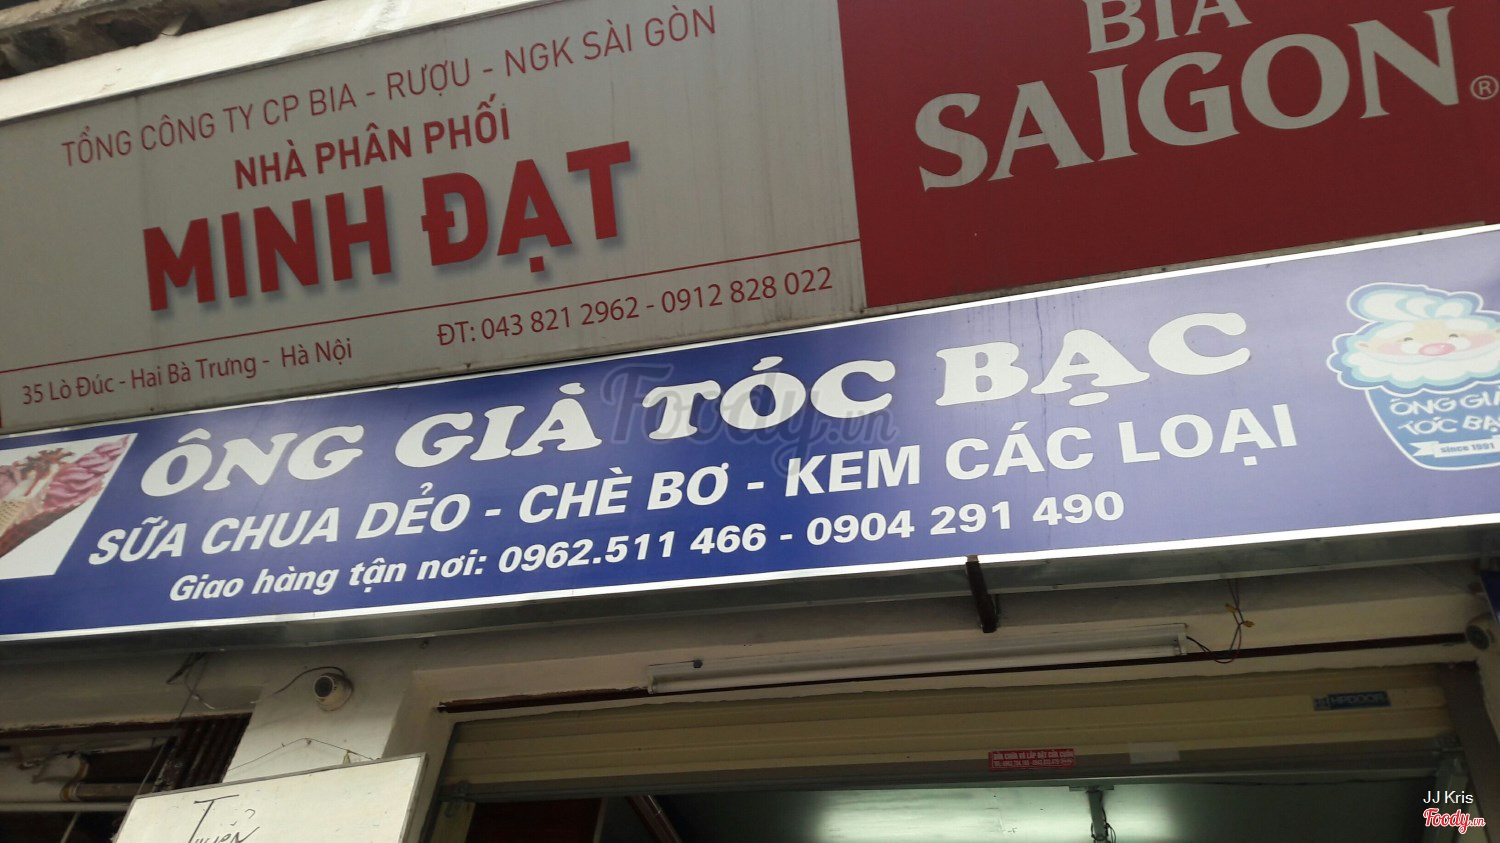 TỔNG CÔNG TY CP BIA - RƯỢU - NGK SÀI GÒN
NHÀ PHÂN PHỐI
MINH ĐẠT
35 Lò Đúc - Hai Bà Trưng - Hà Nội
ĐT: 043 821 2962 - 0912 828 022
BIA
SAIGON®
ÔNG GIÀ TÓC BẠC
SỮA CHUA DẺO - CHÈ BƠ - KEM CÁC LOẠI
Giao hàng tận nơi: 0962.511 466 - 0904 291 490
ÔNG GIÀ
TÓC BẠC
Since 1991
Foody.vn
Tuyển
JJ Kris
Foody.vn